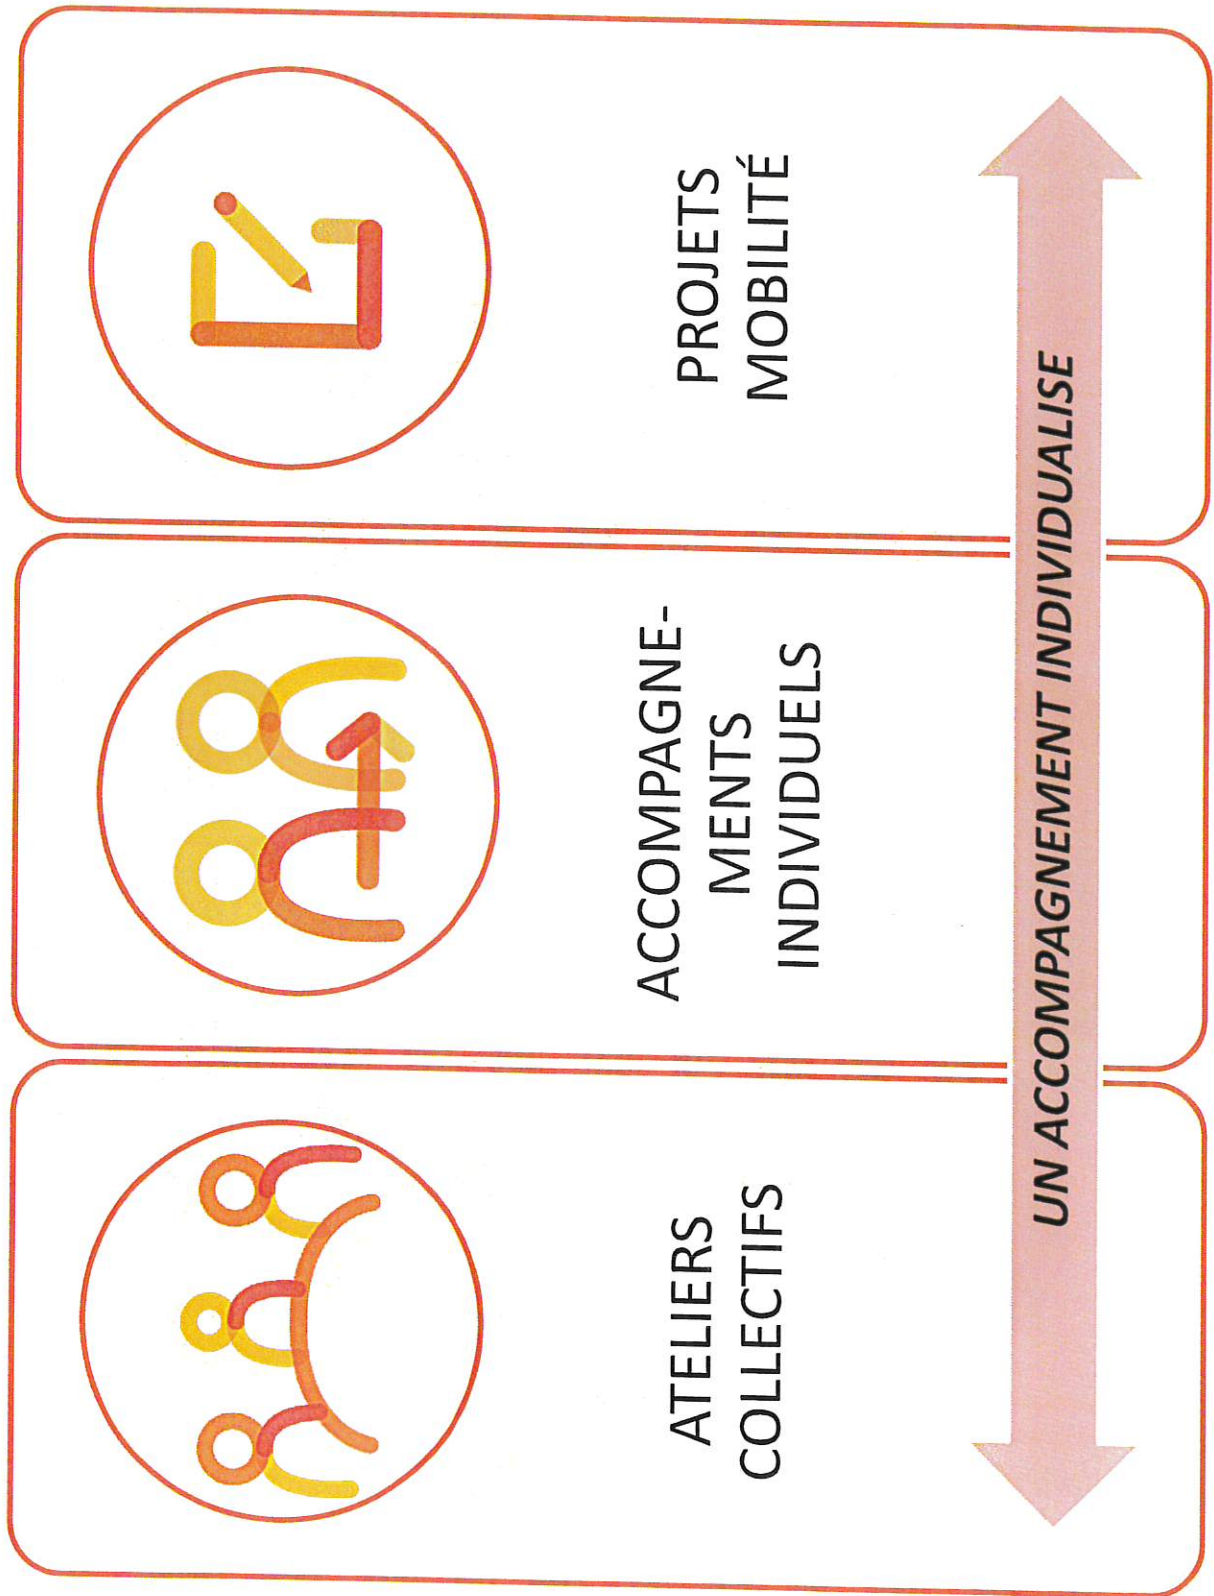 ATELIERS
COLLECTIFS
ACCOMPAGNE-
MENTS
INDIVIDUELS
PROJETS
MOBILITÉ
UN ACCOMPAGNEMENT INDIVIDUALISE